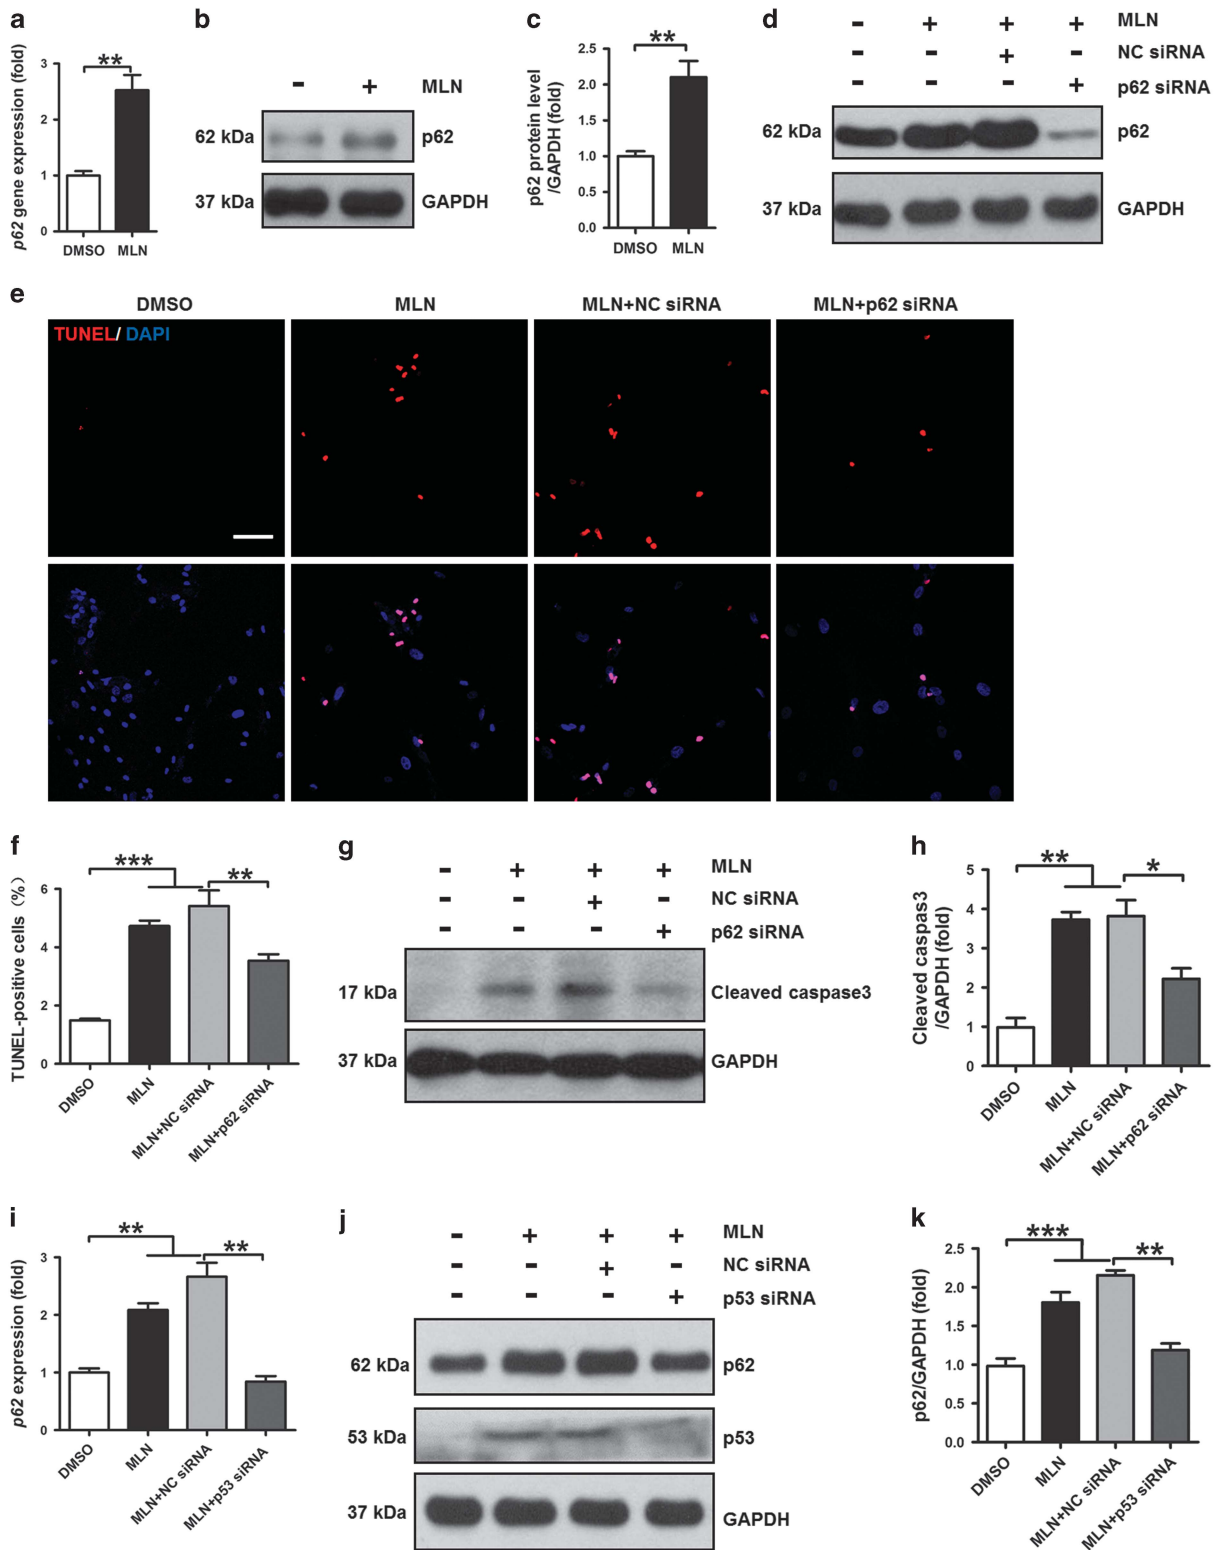 a
p62 gene expression (fold)
3
2
1
0
**
DMSO MLN
b
- + MLN
62 kDa p62
37 kDa GAPDH
c
p62 protein level
/GAPDH (fold)
2.5
2.0
1.5
1.0
0.5
0.0
**
DMSO MLN
d
- + + + MLN
- - + - NC siRNA
- - - + p62 siRNA
62 kDa p62
37 kDa GAPDH
e
DMSO MLN MLN+NC siRNA MLN+p62 siRNA
TUNEL/ DAPI
f
TUNEL-positive cells (%)
6
4
2
0
***
**
DMSO
MLN
MLN+NC siRNA
MLN+p62 siRNA
g
- + + + MLN
- - + - NC siRNA
- - - + p62 siRNA
17 kDa Cleaved caspase3
37 kDa GAPDH
h
Cleaved caspas3
/GAPDH (fold)
5
4
3
2
1
0
**
*
DMSO
MLN
MLN+NC siRNA
MLN+p62 siRNA
i
p62 expression (fold)
3
2
1
0
**
**
DMSO
MLN
MLN+NC siRNA
MLN+p53 siRNA
j
- + + + MLN
- - + - NC siRNA
- - - + p53 siRNA
62 kDa p62
53 kDa p53
37 kDa GAPDH
k
p62/GAPDH (fold)
2.5
2.0
1.5
1.0
0.5
0.0
***
**
DMSO
MLN
MLN+NC siRNA
MLN+p53 siRNA